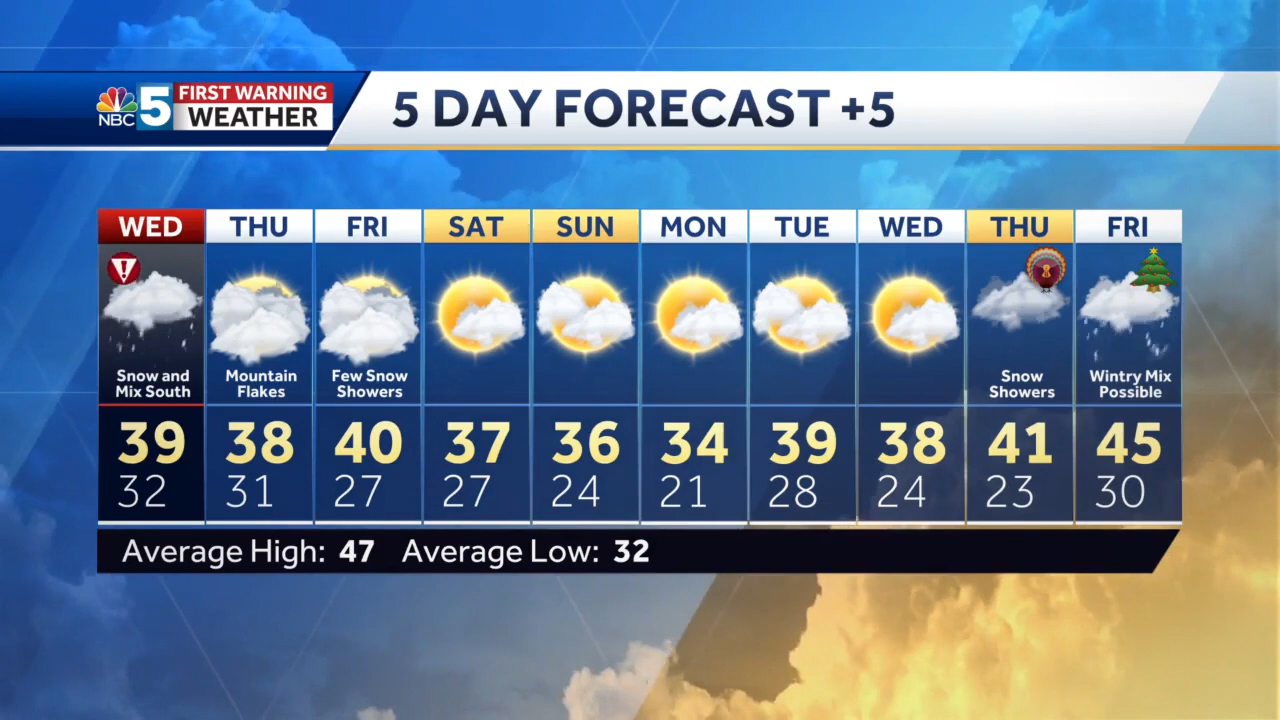 NBC 5 FIRST WARNING
WEATHER
5 DAY FORECAST +5
WED THU FRI SAT SUN MON TUE WED THU FRI
Snow and Mix South
Mountain Flakes
Few Snow Showers
Snow Showers
Wintry Mix Possible
39 38 40 37 36 34 39 38 41 45
32 31 27 27 24 21 28 24 23 30
Average High: 47 Average Low: 32